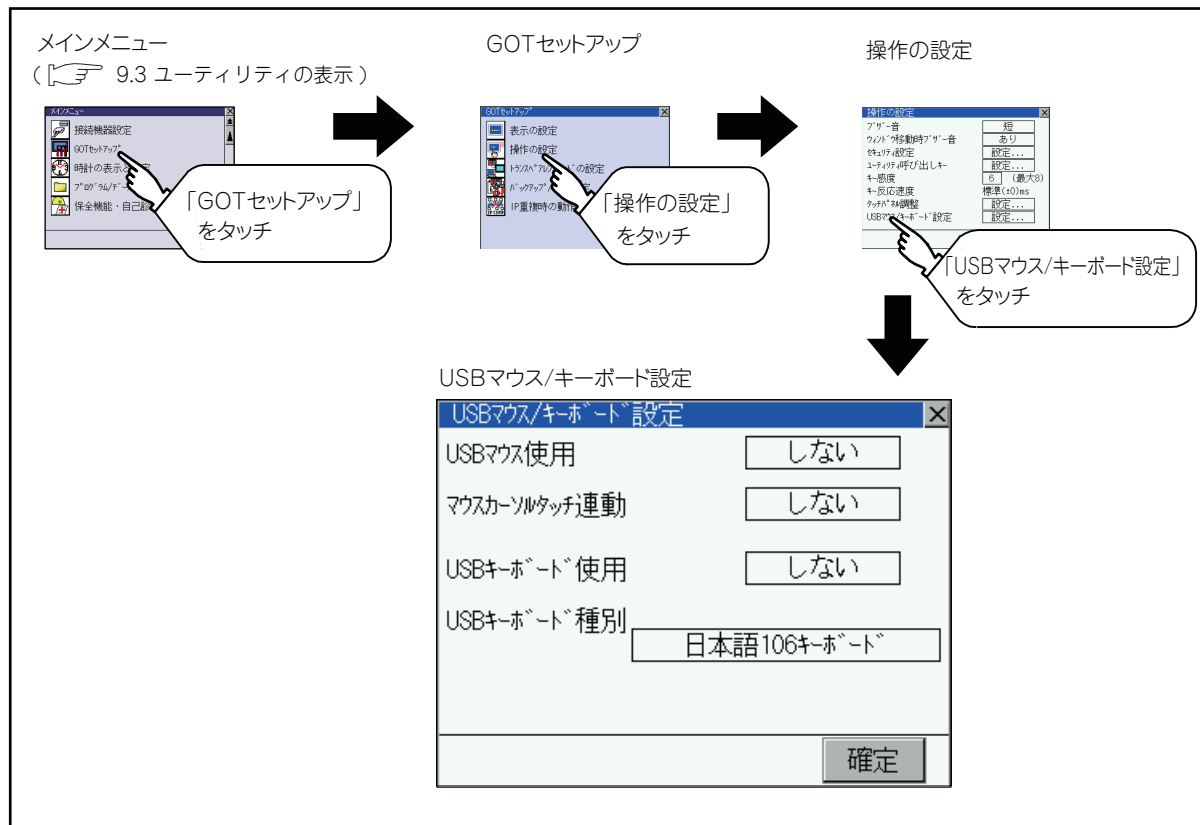 メインメニュー
( 9.3 ユーティリティの表示 )
ﾒｲﾝﾒﾆｭｰ
接続機器設定
GOTｾｯﾄｱｯﾌﾟ
時計の表示と
ﾌﾟﾛｸﾞﾗﾑ/ﾃﾞｰ
保全機能・自己診
「GOTセットアップ」
をタッチ
GOTセットアップ
GOTｾｯﾄｱｯﾌﾟ
表示の設定
操作の設定
ﾄﾗﾝｽﾍﾟｱﾚﾝ ﾄﾞの設定
ﾊﾞｯｸｱｯﾌﾟ/
IP重複時の動作
「操作の設定」
をタッチ
操作の設定
操作の設定
ﾌﾞｻﾞｰ音 短
ｳｨﾝﾄﾞｳ移動時ﾌﾞｻﾞｰ音 あり
ｾｷｭﾘﾃｨ設定 設定...
ﾕｰﾃｨﾘﾃｨ呼び出しｷｰ 設定...
ｷｰ感度 6 (最大8)
ｷｰ反応速度 標準(±0)ms
ﾀｯﾁﾊﾟﾈﾙ調整 設定...
USBﾏｳｽ/ｷｰﾎﾞｰﾄﾞ設定 設定...
「USBマウス/キーボード設定」
をタッチ
USBマウス/キーボード設定
USBﾏｳｽ/ｷｰﾎﾞｰﾄﾞ設定
USBﾏｳｽ使用 しない
ﾏｳｽｶｰｿﾙﾀｯﾁ連動 しない
USBｷｰﾎﾞｰﾄﾞ使用 しない
USBｷｰﾎﾞｰﾄﾞ種別
日本語106ｷｰﾎﾞｰﾄﾞ
確定